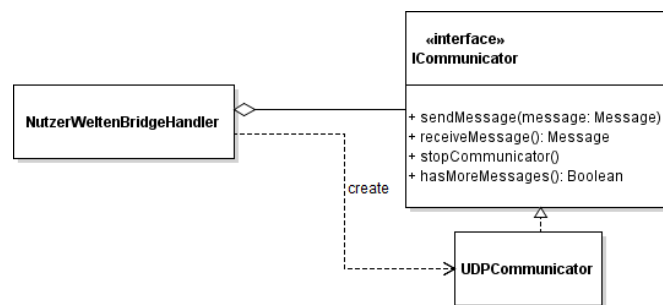 «interface»
ICommunicator
NutzerWeltenBridgeHandler
+ sendMessage(message: Message)
+ receiveMessage(): Message
+ stopCommunicator()
+ hasMoreMessages(): Boolean
create
UDPCommunicator